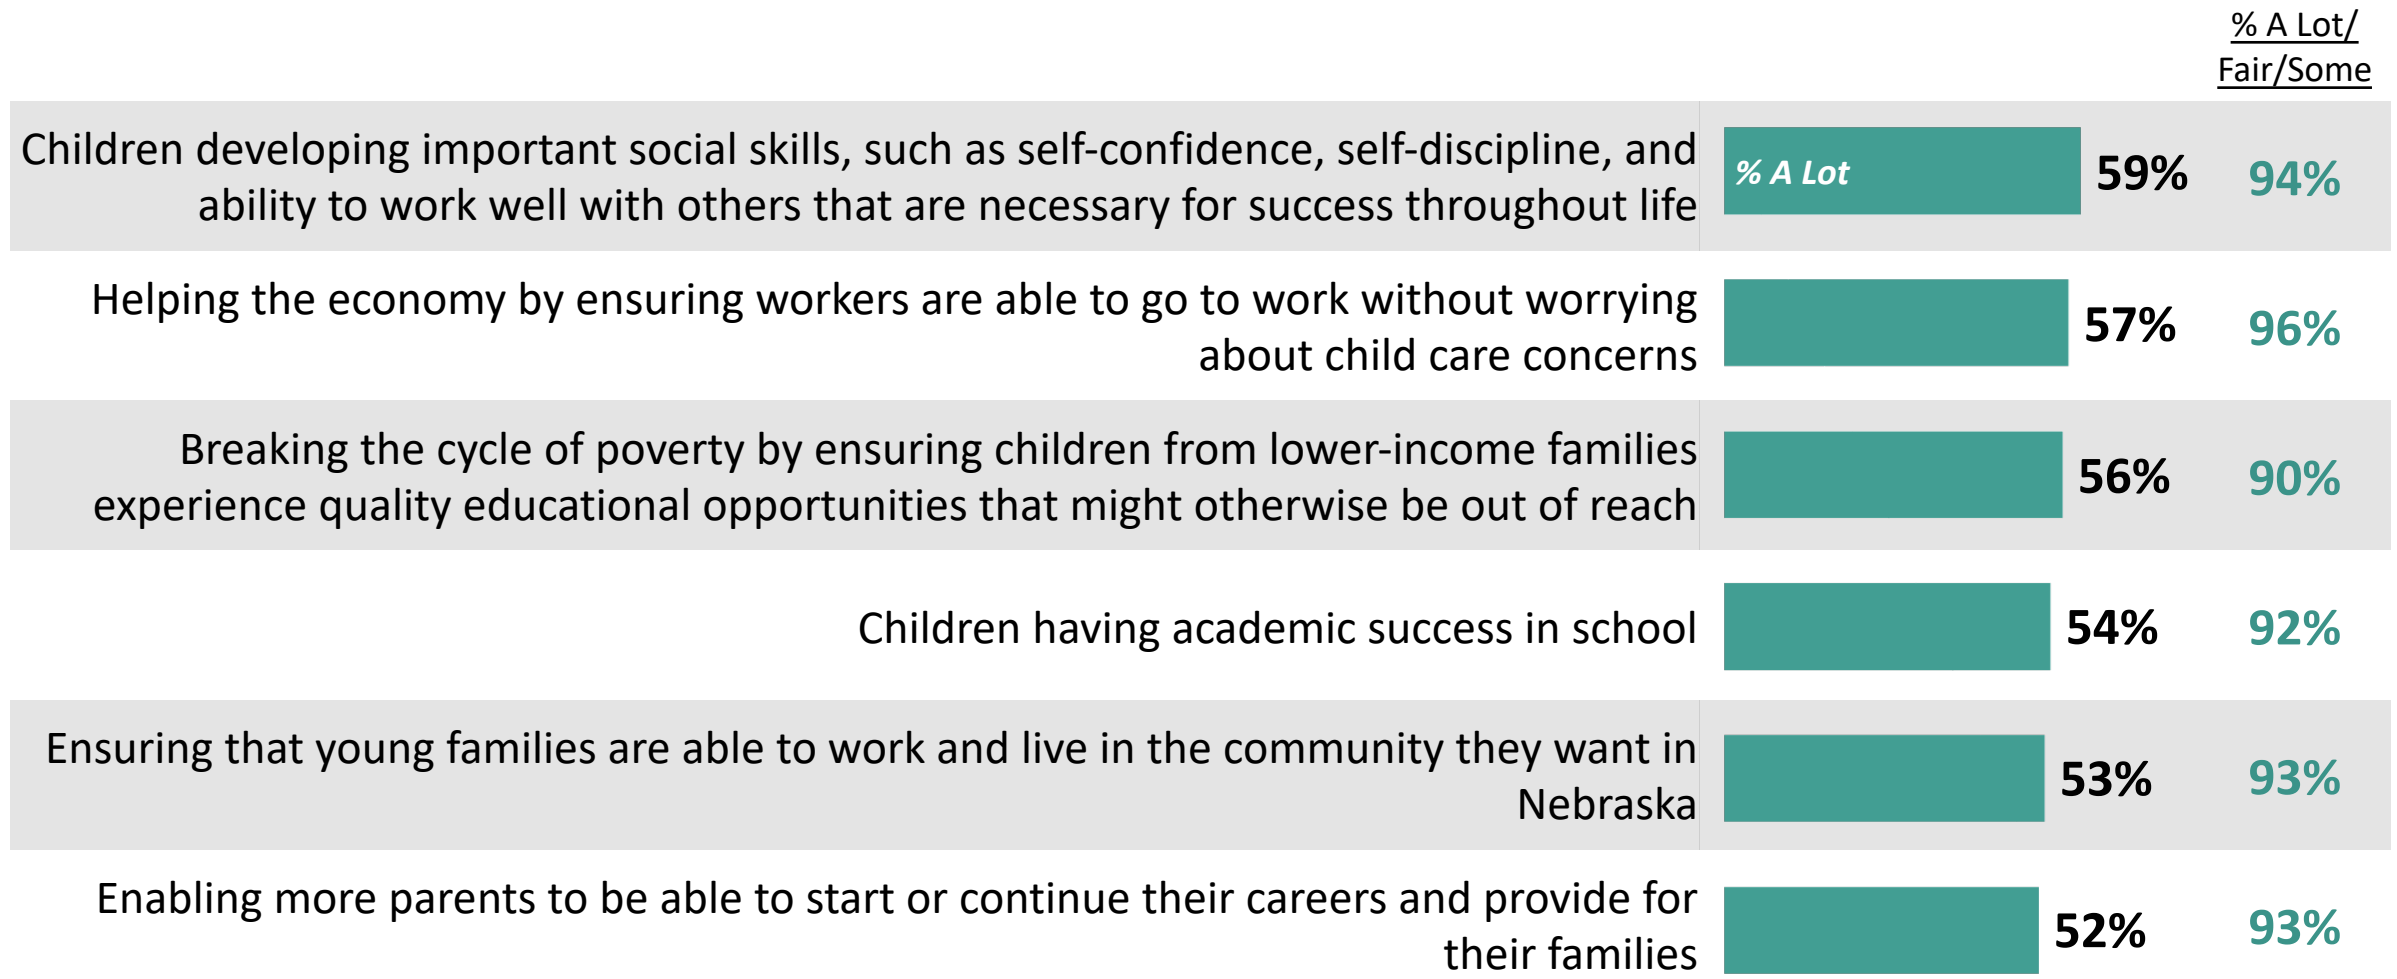 % A Lot/
Fair/Some
Children developing important social skills, such as self-confidence, self-discipline, and
ability to work well with others that are necessary for success throughout life
% A Lot
59%
94%
Helping the economy by ensuring workers are able to go to work without worrying
about child care concerns
57%
96%
Breaking the cycle of poverty by ensuring children from lower-income families
experience quality educational opportunities that might otherwise be out of reach
56%
90%
Children having academic success in school
54%
92%
Ensuring that young families are able to work and live in the community they want in
Nebraska
53%
93%
Enabling more parents to be able to start or continue their careers and provide for
their families
52%
93%